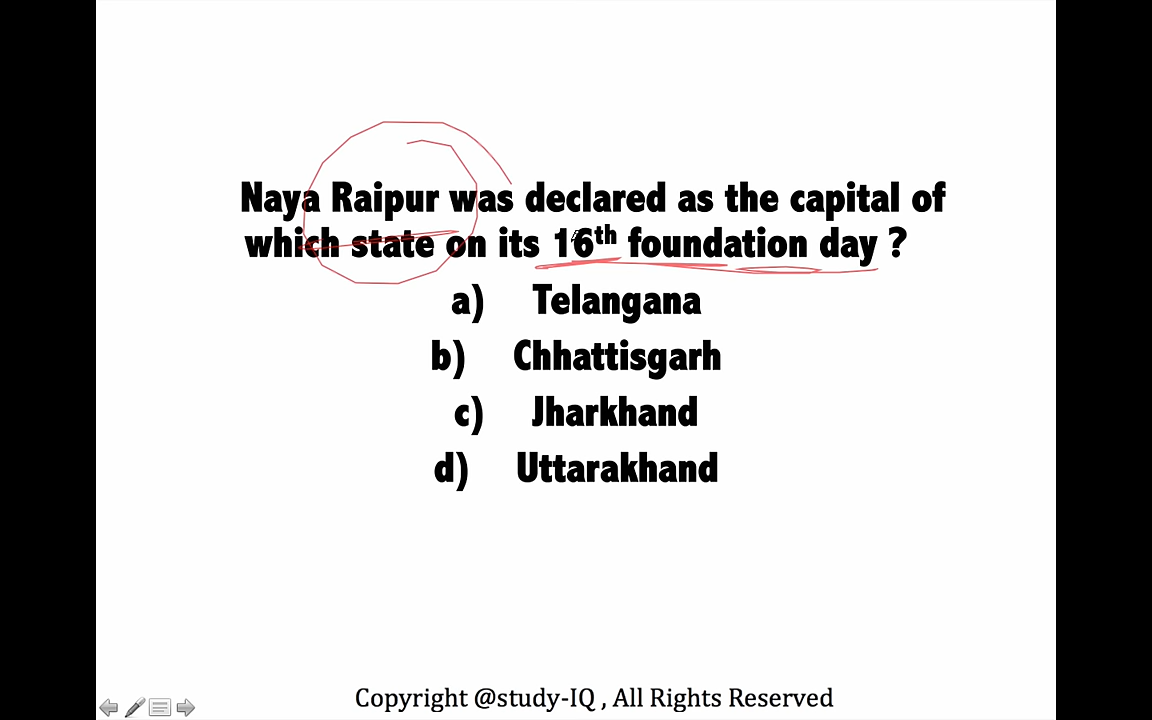 Naya Raipur was declared as the capital of
which state on its 16th foundation day ?
a) Telangana
b) Chhattisgarh
c) Jharkhand
d) Uttarakhand
Copyright @study-IQ , All Rights Reserved